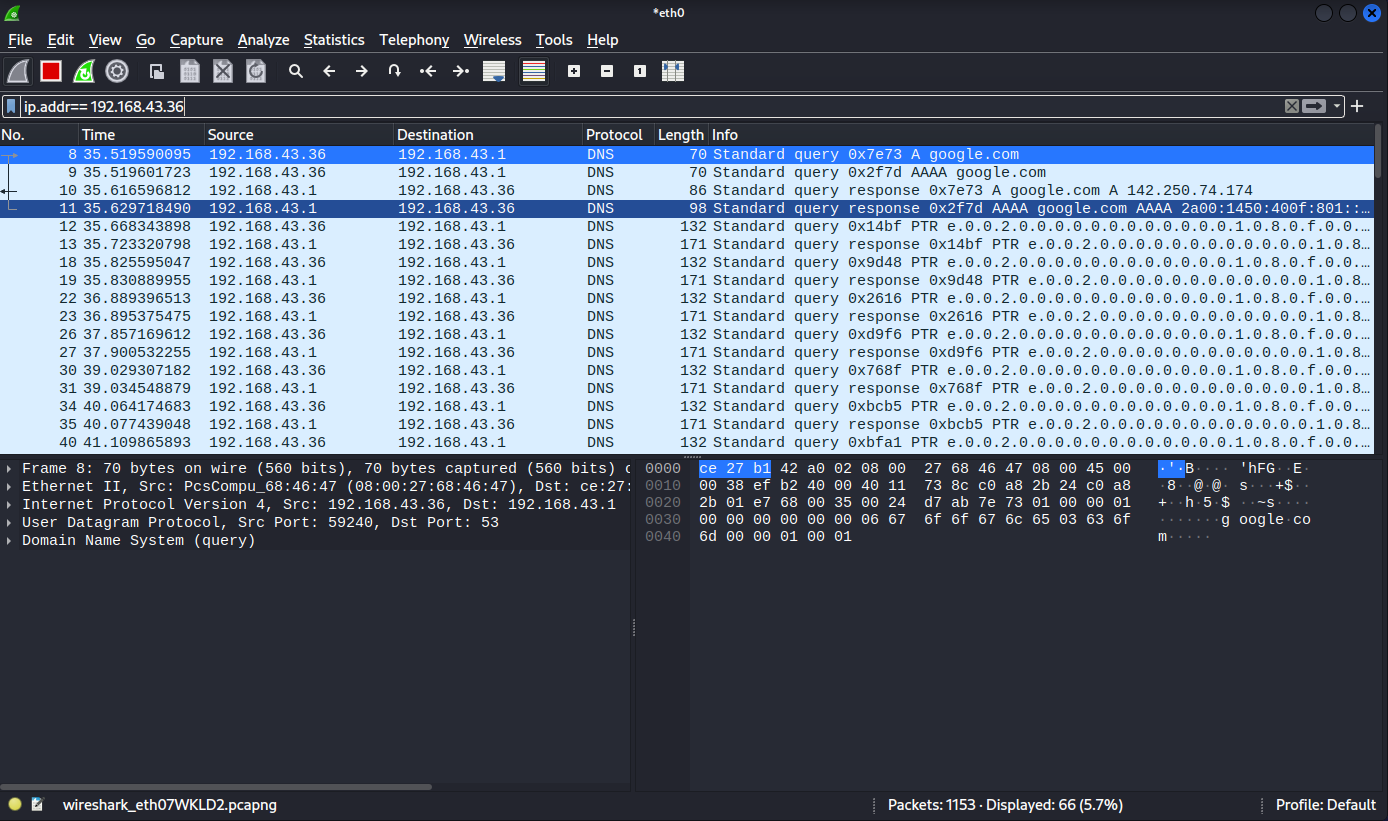 *eth0
File Edit View Go Capture Analyze Statistics Telephony Wireless Tools Help
ip.addr== 192.168.43.36
No. Time Source Destination Protocol Length Info
8 35.519590095 192.168.43.36 192.168.43.1 DNS 70 Standard query 0x7e73 A google.com
9 35.519601723 192.168.43.36 192.168.43.1 DNS 70 Standard query 0x2f7d AAAA google.com
10 35.616596812 192.168.43.1 192.168.43.36 DNS 86 Standard query response 0x7e73 A google.com A 142.250.74.174
11 35.629718490 192.168.43.1 192.168.43.36 DNS 98 Standard query response 0x2f7d AAAA google.com AAAA 2a00:1450:400f:801::…
12 35.668343898 192.168.43.36 192.168.43.1 DNS 132 Standard query 0x14bf PTR e.0.0.2.0.0.0.0.0.0.0.0.0.0.0.0.1.0.8.0.f.0.0.…
13 35.723320798 192.168.43.1 192.168.43.36 DNS 171 Standard query response 0x14bf PTR e.0.0.2.0.0.0.0.0.0.0.0.0.0.0.0.1.0.8…
18 35.825595047 192.168.43.36 192.168.43.1 DNS 132 Standard query 0x9d48 PTR e.0.0.2.0.0.0.0.0.0.0.0.0.0.0.0.1.0.8.0.f.0.0.…
19 35.830889955 192.168.43.1 192.168.43.36 DNS 171 Standard query response 0x9d48 PTR e.0.0.2.0.0.0.0.0.0.0.0.0.0.0.0.1.0.8…
22 36.889396513 192.168.43.36 192.168.43.1 DNS 132 Standard query 0x2616 PTR e.0.0.2.0.0.0.0.0.0.0.0.0.0.0.0.1.0.8.0.f.0.0.…
23 36.895375475 192.168.43.1 192.168.43.36 DNS 171 Standard query response 0x2616 PTR e.0.0.2.0.0.0.0.0.0.0.0.0.0.0.0.1.0.8…
26 37.857169612 192.168.43.36 192.168.43.1 DNS 132 Standard query 0xd9f6 PTR e.0.0.2.0.0.0.0.0.0.0.0.0.0.0.0.1.0.8.0.f.0.0.…
27 37.900532255 192.168.43.1 192.168.43.36 DNS 171 Standard query response 0xd9f6 PTR e.0.0.2.0.0.0.0.0.0.0.0.0.0.0.0.1.0.8…
30 39.029307182 192.168.43.36 192.168.43.1 DNS 132 Standard query 0x768f PTR e.0.0.2.0.0.0.0.0.0.0.0.0.0.0.0.1.0.8.0.f.0.0.…
31 39.034548879 192.168.43.1 192.168.43.36 DNS 171 Standard query response 0x768f PTR e.0.0.2.0.0.0.0.0.0.0.0.0.0.0.0.1.0.8…
34 40.064174683 192.168.43.36 192.168.43.1 DNS 132 Standard query 0xbcb5 PTR e.0.0.2.0.0.0.0.0.0.0.0.0.0.0.0.1.0.8.0.f.0.0.…
35 40.077439048 192.168.43.1 192.168.43.36 DNS 171 Standard query response 0xbcb5 PTR e.0.0.2.0.0.0.0.0.0.0.0.0.0.0.0.1.0.8…
40 41.109865893 192.168.43.36 192.168.43.1 DNS 132 Standard query 0xbfa1 PTR e.0.0.2.0.0.0.0.0.0.0.0.0.0.0.0.1.0.8.0.f.0.0.…
Frame 8: 70 bytes on wire (560 bits), 70 bytes captured (560 bits) o
Ethernet II, Src: PcsCompu_68:46:47 (08:00:27:68:46:47), Dst: ce:27:
Internet Protocol Version 4, Src: 192.168.43.36, Dst: 192.168.43.1
User Datagram Protocol, Src Port: 59240, Dst Port: 53
Domain Name System (query)
0000 ce 27 b1 42 a0 02 08 00 27 68 46 47 08 00 45 00 ·'·B···· 'hFG··E·
0010 00 38 ef b2 40 00 40 11 73 8c c0 a8 2b 24 c0 a8 ·8··@·@· s···+$··
0020 2b 01 e7 68 00 35 00 24 d7 ab 7e 73 01 00 00 01 +··h·5·$ ··~s····
0030 00 00 00 00 00 00 06 67 6f 6f 67 6c 65 03 63 6f ·······g oogle·co
0040 6d 00 00 01 00 01 m·····
wireshark_eth07WKLD2.pcapng Packets: 1153 · Displayed: 66 (5.7%) Profile: Default